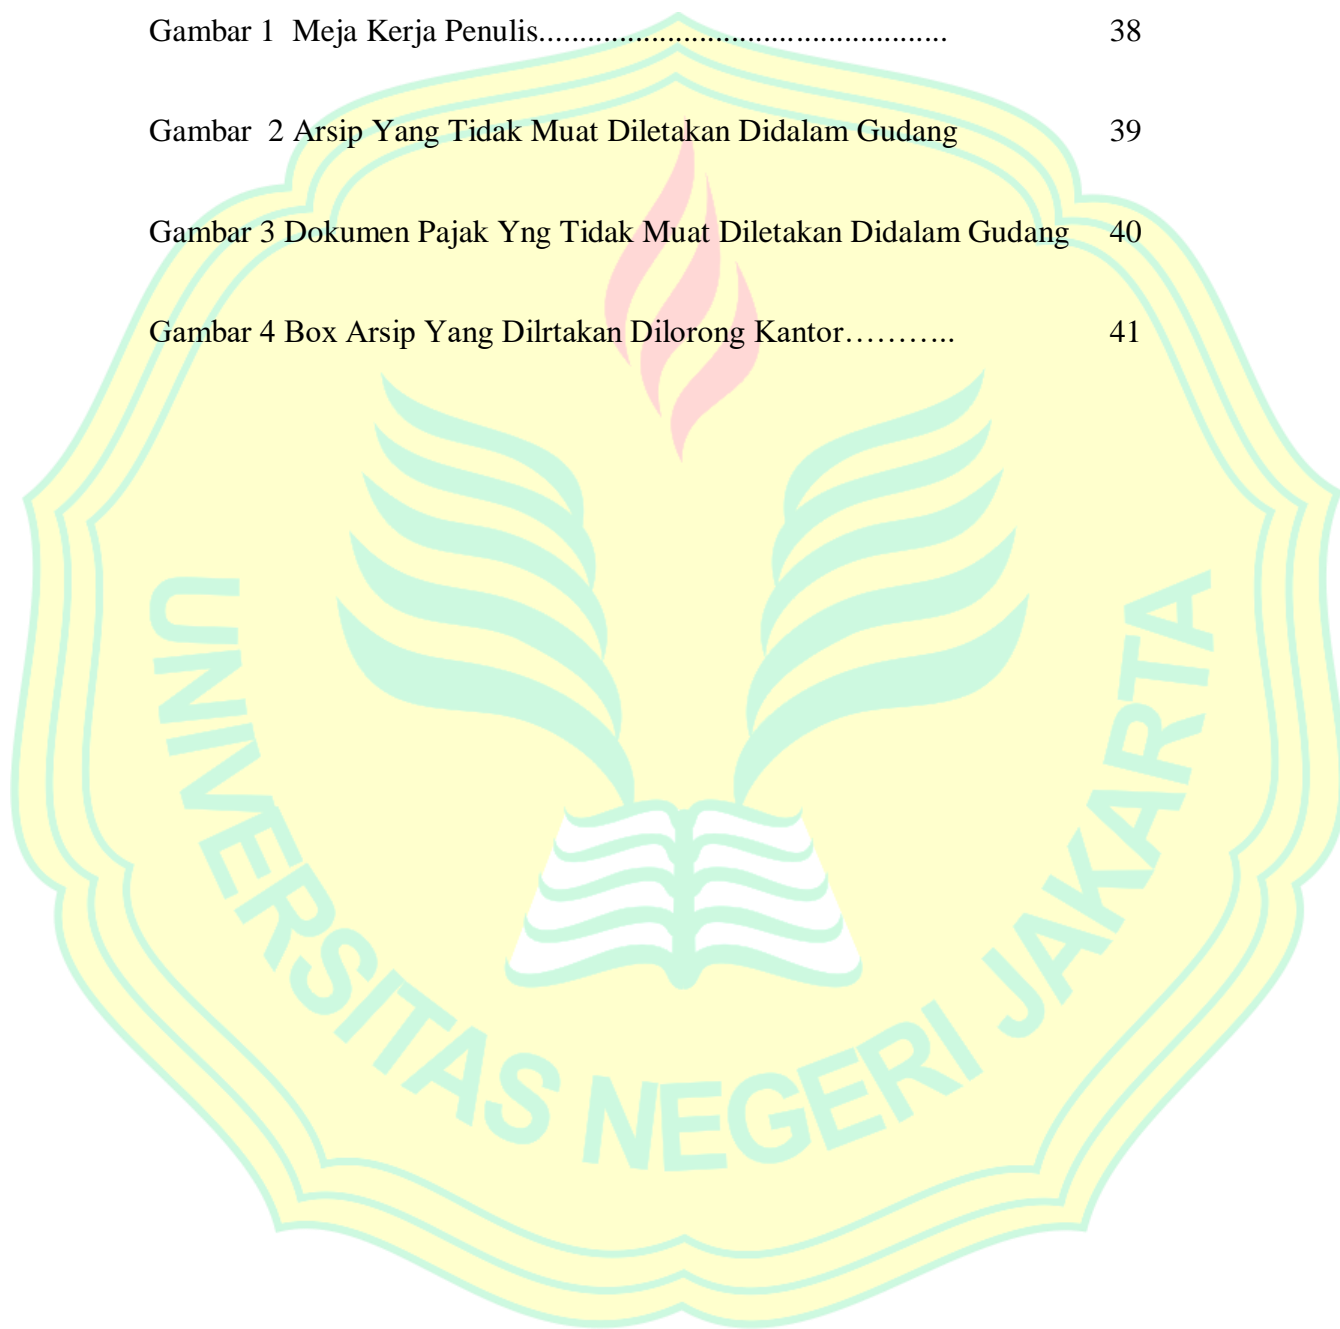 Gambar 1  Meja Kerja Penulis.................................................. 38
Gambar  2 Arsip Yang Tidak Muat Diletakan Didalam Gudang 39
Gambar 3 Dokumen Pajak Yng Tidak Muat Diletakan Didalam Gudang 40
Gambar 4 Box Arsip Yang Dilrtakan Dilorong Kantor……….. 41
UNIVERSITAS NEGERI JAKARTA